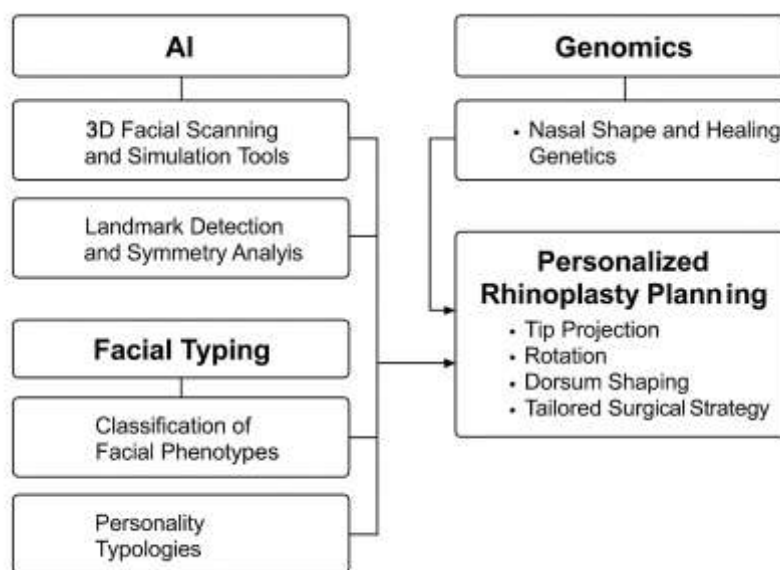 AI
3D Facial Scanning
and Simulation Tools
Landmark Detection
and Symmetry Analyis
Facial Typing
Classification of
Facial Phenotypes
Personality
Typologies
Genomics
• Nasal Shape and Healing
Genetics
Personalized
Rhinoplasty Planning
• Tip Projection
• Rotation
• Dorsum Shaping
• Tailored Surgical Strategy